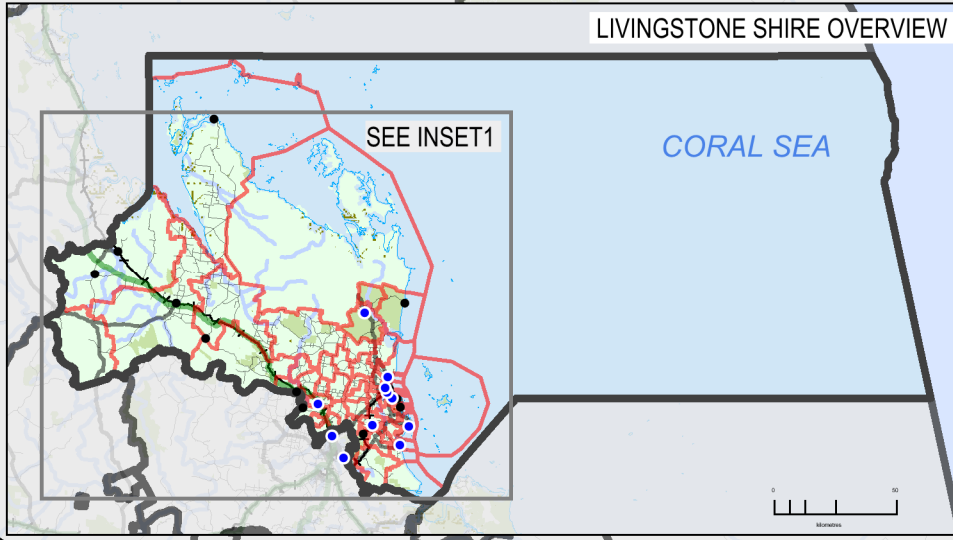 LIVINGSTONE SHIRE OVERVIEW
SEE INSET1
CORAL SEA
0 50
kilometres